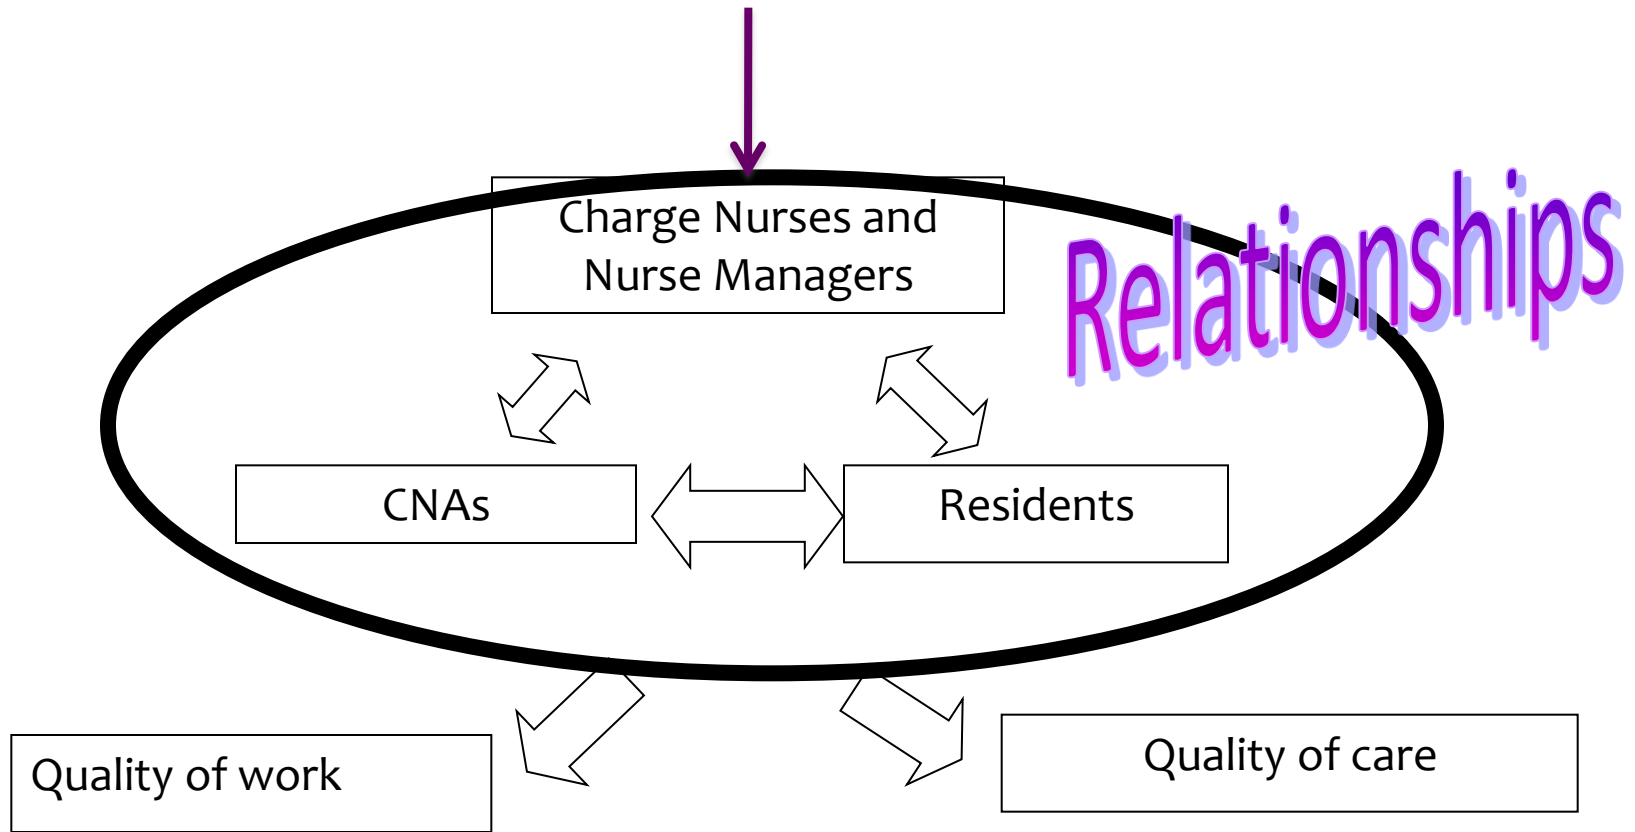 Charge Nurses and
Nurse Managers
Relationships
CNAs
Residents
Quality of work
Quality of care